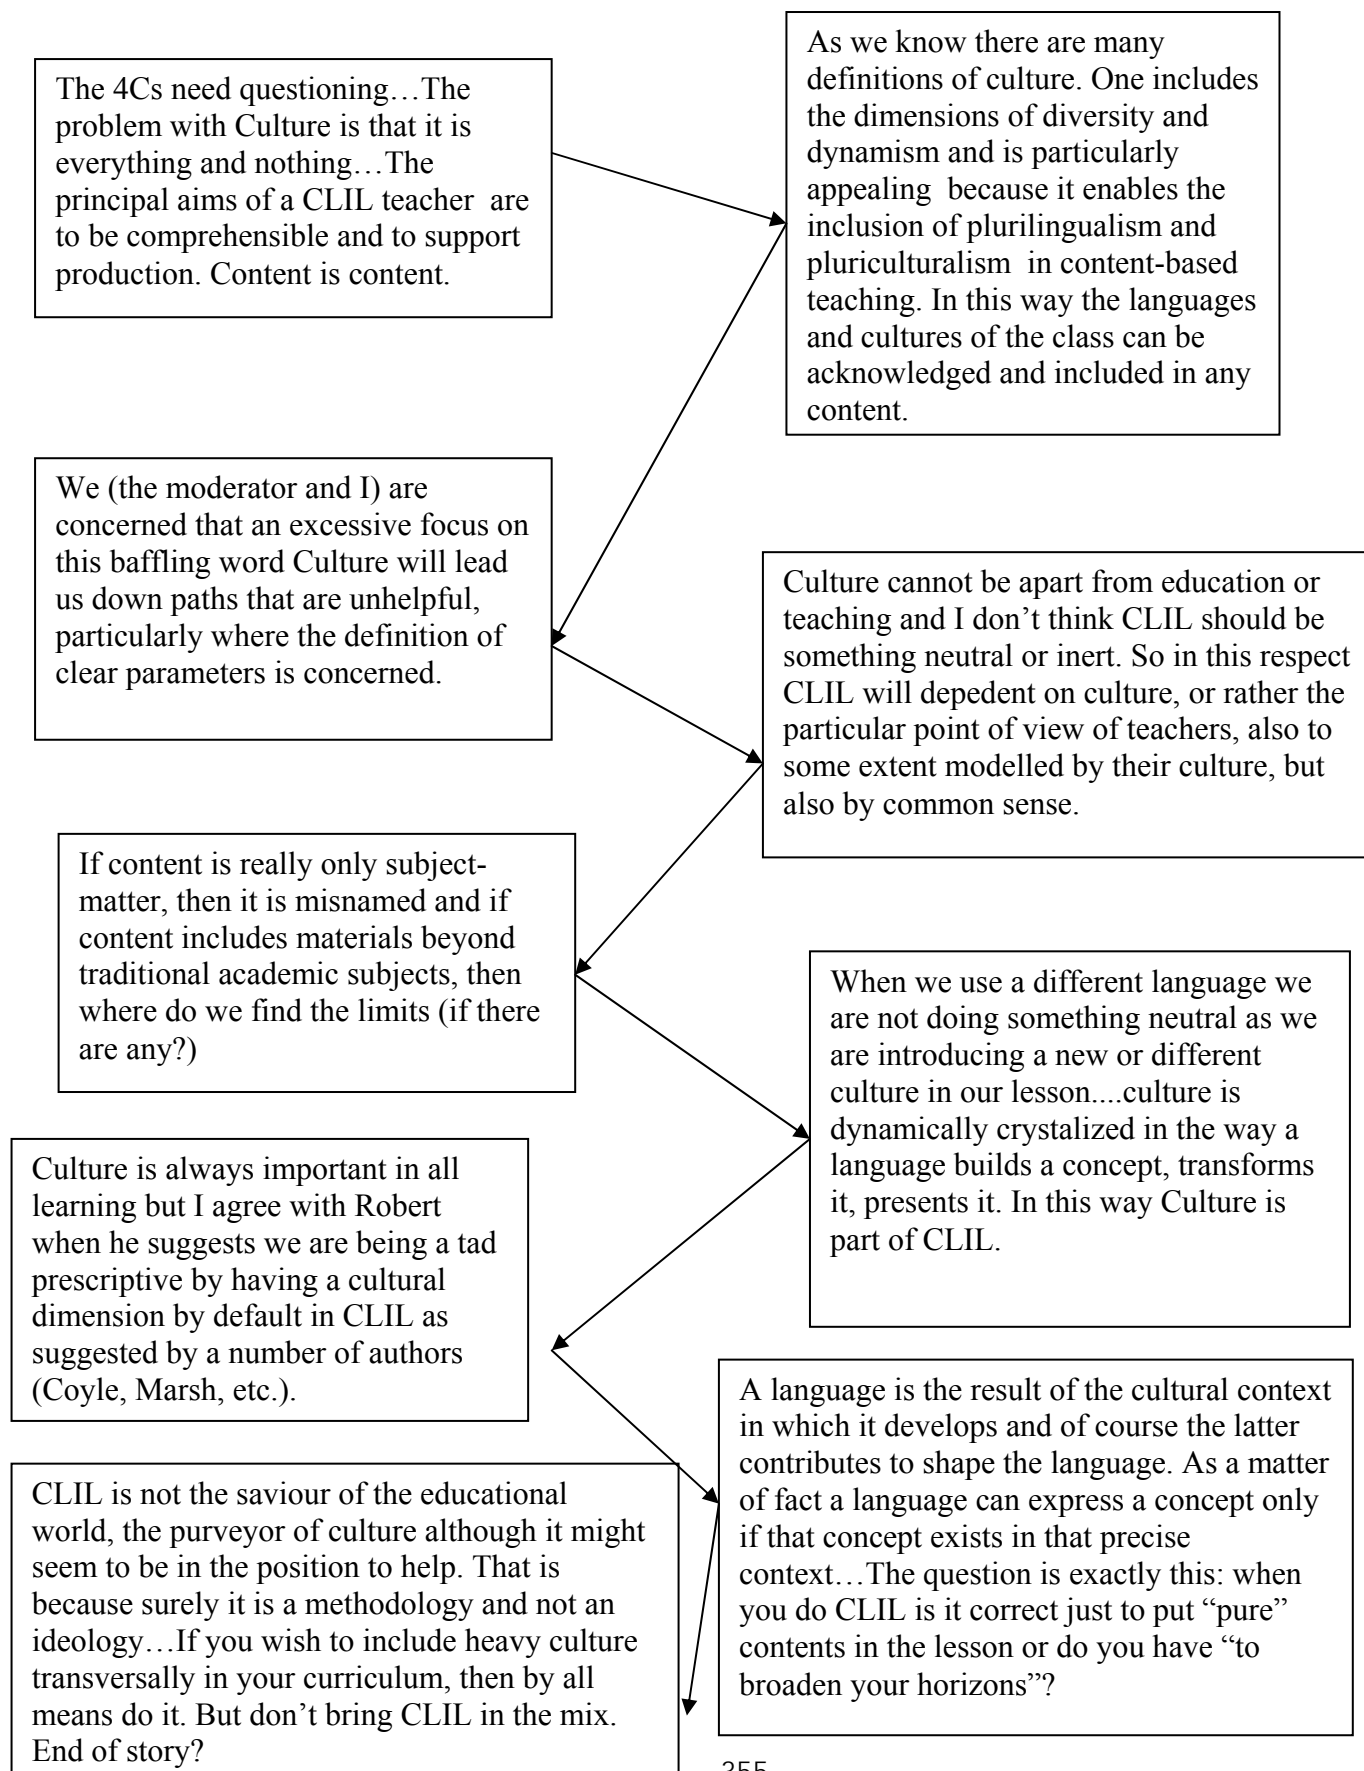 The 4Cs need questioning…The
problem with Culture is that it is
everything and nothing…The
principal aims of a CLIL teacher are
to be comprehensible and to support
production. Content is content.
As we know there are many
definitions of culture. One includes
the dimensions of diversity and
dynamism and is particularly
appealing because it enables the
inclusion of plurilingualism and
pluriculturalism in content-based
teaching. In this way the languages
and cultures of the class can be
acknowledged and included in any
content.
We (the moderator and I) are
concerned that an excessive focus on
this baffling word Culture will lead
us down paths that are unhelpful,
particularly where the definition of
clear parameters is concerned.
Culture cannot be apart from education or
teaching and I don’t think CLIL should be
something neutral or inert. So in this respect
CLIL will depedent on culture, or rather the
particular point of view of teachers, also to
some extent modelled by their culture, but
also by common sense.
If content is really only subject-
matter, then it is misnamed and if
content includes materials beyond
traditional academic subjects, then
where do we find the limits (if there
are any?)
When we use a different language we
are not doing something neutral as we
are introducing a new or different
culture in our lesson....culture is
dynamically crystalized in the way a
language builds a concept, transforms
it, presents it. In this way Culture is
part of CLIL.
Culture is always important in all
learning but I agree with Robert
when he suggests we are being a tad
prescriptive by having a cultural
dimension by default in CLIL as
suggested by a number of authors
(Coyle, Marsh, etc.).
A language is the result of the cultural context
in which it develops and of course the latter
contributes to shape the language. As a matter
of fact a language can express a concept only
if that concept exists in that precise
context…The question is exactly this: when
you do CLIL is it correct just to put “pure”
contents in the lesson or do you have “to
broaden your horizons”?
CLIL is not the saviour of the educational
world, the purveyor of culture although it might
seem to be in the position to help. That is
because surely it is a methodology and not an
ideology…If you wish to include heavy culture
transversally in your curriculum, then by all
means do it. But don’t bring CLIL in the mix.
End of story?
355